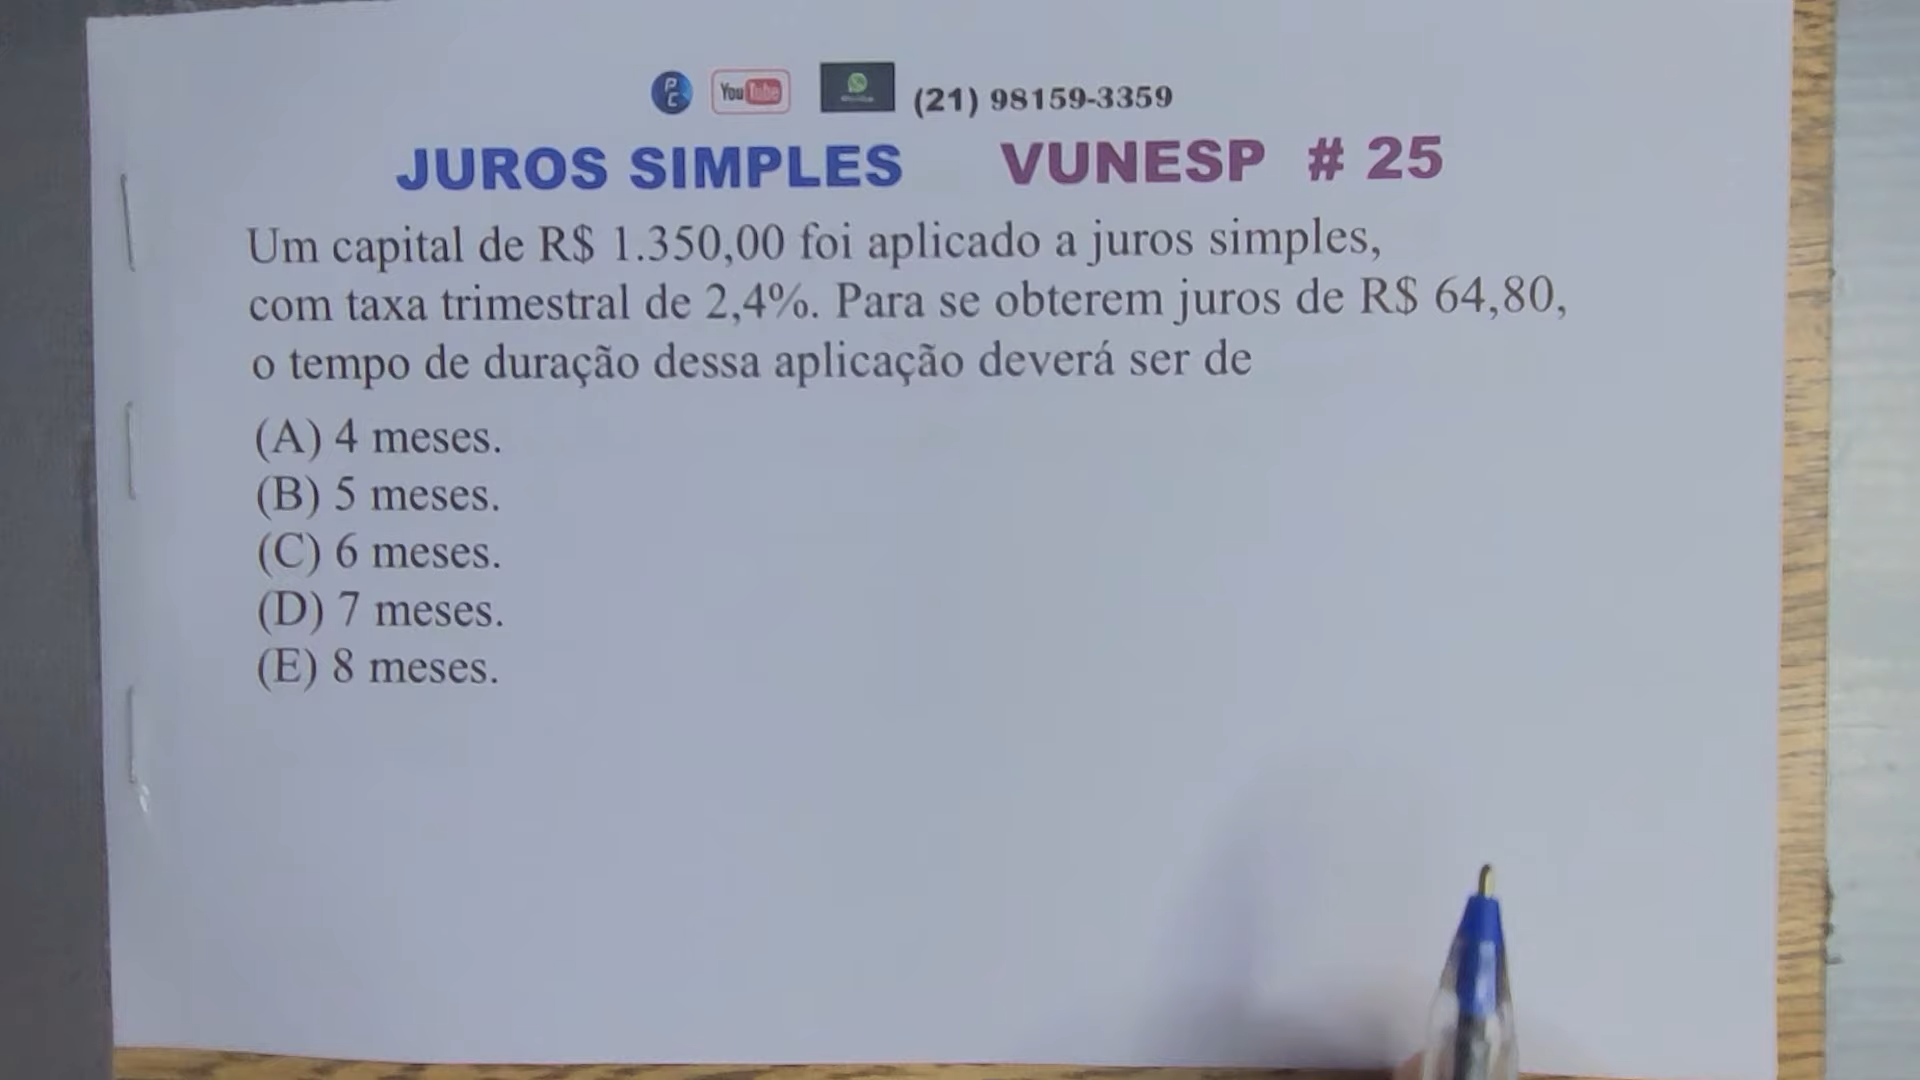 You Tube (21) 98159-3359
JUROS SIMPLES VUNESP # 25
Um capital de R$ 1.350,00 foi aplicado a juros simples,
com taxa trimestral de 2,4%. Para se obterem juros de R$ 64,80,
o tempo de duração dessa aplicação deverá ser de
(A) 4 meses.
(B) 5 meses.
(C) 6 meses.
(D) 7 meses.
(E) 8 meses.